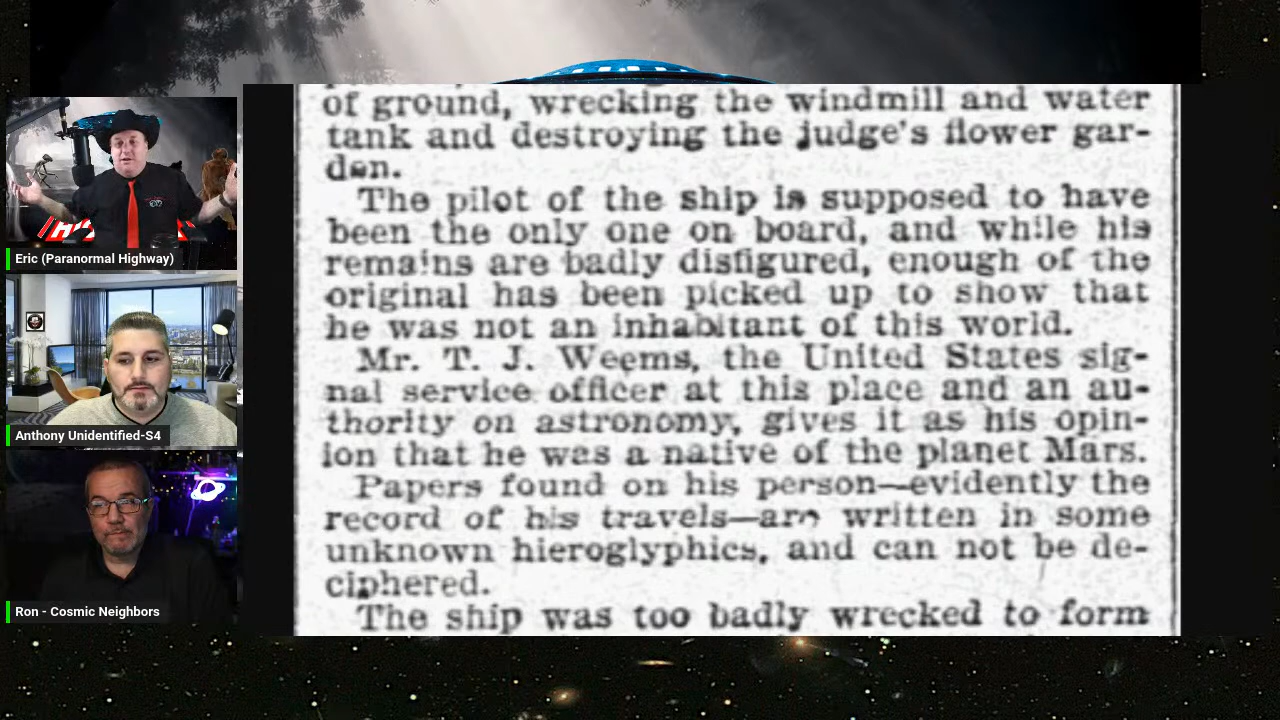 of ground, wrecking the windmill and water
tank and destroying the judge's flower gar-
den.
The pilot of the ship is supposed to have
been the only one on board, and while his
remains are badly disfigured, enough of the
original has been picked up to show that
he was not an inhabitant of this world.
Mr. T. J. Weems, the United States sig-
nal service officer at this place and an au-
thority on astronomy, gives it as his opin-
ion that he was a native of the planet Mars.
Papers found on his person—evidently the
record of his travels—are written in some
unknown hieroglyphics, and can not be de-
ciphered.
The ship was too badly wrecked to form
Eric (Paranormal Highway)
Anthony Unidentified-S4
Ron - Cosmic Neighbors